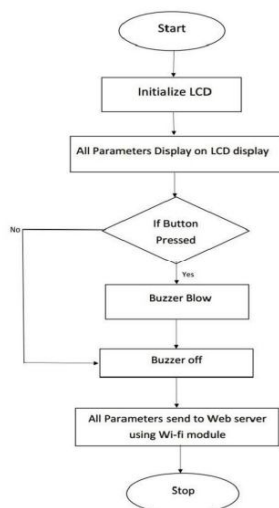 Start
Initialize LCD
All Parameters Display on LCD display
If Button
Pressed
No
Yes
Buzzer Blow
Buzzer off
All Parameters send to Web server
using Wi-fi module
Stop